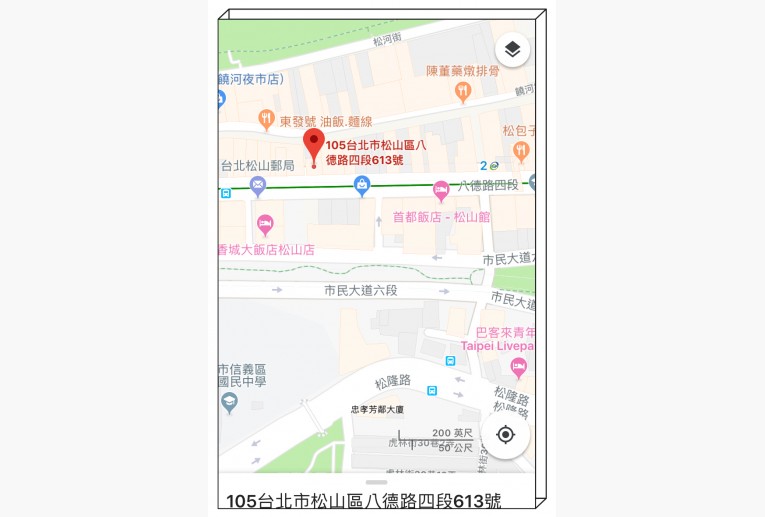 松河街
饒河夜市店）
陳董藥燉排骨
饒河
東發號 油飯.麵線
松包子
105台北市松山區八
德路四段613號
台北松山郵局
2
八德路四段
首都飯店 - 松山館
香城大飯店松山店
市民大道六
市民大道六段
市民大道
巴客來青年
Taipei Livepa
市信義區
國民中學
松隆路
松隆路
松隆路
忠孝芳鄰大廈
200 英尺
50 公尺
虎林街30巷
105台北市松山區八德路四段613號